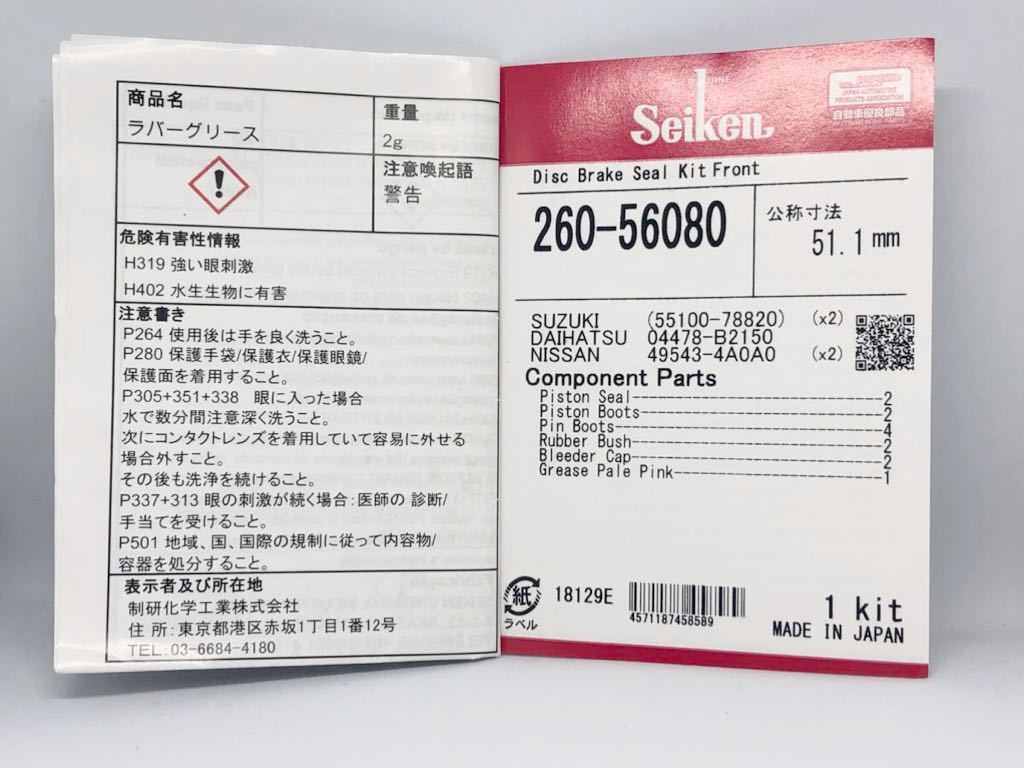 商品名
ラバーグリース
重量
2g
注意喚起語
警告
危険有害性情報
H319 強い眼刺激
H402 水生生物に有害
注意書き
P264 使用後は手を良く洗うこと。
P280 保護手袋/保護衣/保護眼鏡/
保護面を着用すること。
P305+351+338 眼に入った場合
水で数分間注意深く洗うこと。
次にコンタクトレンズを着用していて容易に外せる
場合外すこと。
その後も洗浄を続けること。
P337+313 眼の刺激が続く場合:医師の 診断/
手当てを受けること。
P501 地域、国、国際の規制に従って内容物/
容器を処分すること。
表示者及び所在地
制研化学工業株式会社
住 所:東京都港区赤坂1丁目1番12号
TEL:03-6684-4180
Seiken
JAPAN AUTOMOTIVE
PRODUCTS ASSOCIATION
自動車優良部品
RECOMMENDED PARTS
Disc Brake Seal Kit Front
260-56080
公称寸法
51.1 mm
SUZUKI (55100-78820) (x2)
DAIHATSU 04478-B2150
NISSAN 49543-4A0A0 (x2)
Component Parts
Piston Seal 2
Piston Boots 2
Pin Boots 4
Rubber Bush 2
Bleeder Cap 2
Grease Pale Pink 1
紙
ラベル
18129E
4571187458589
1 kit
MADE IN JAPAN